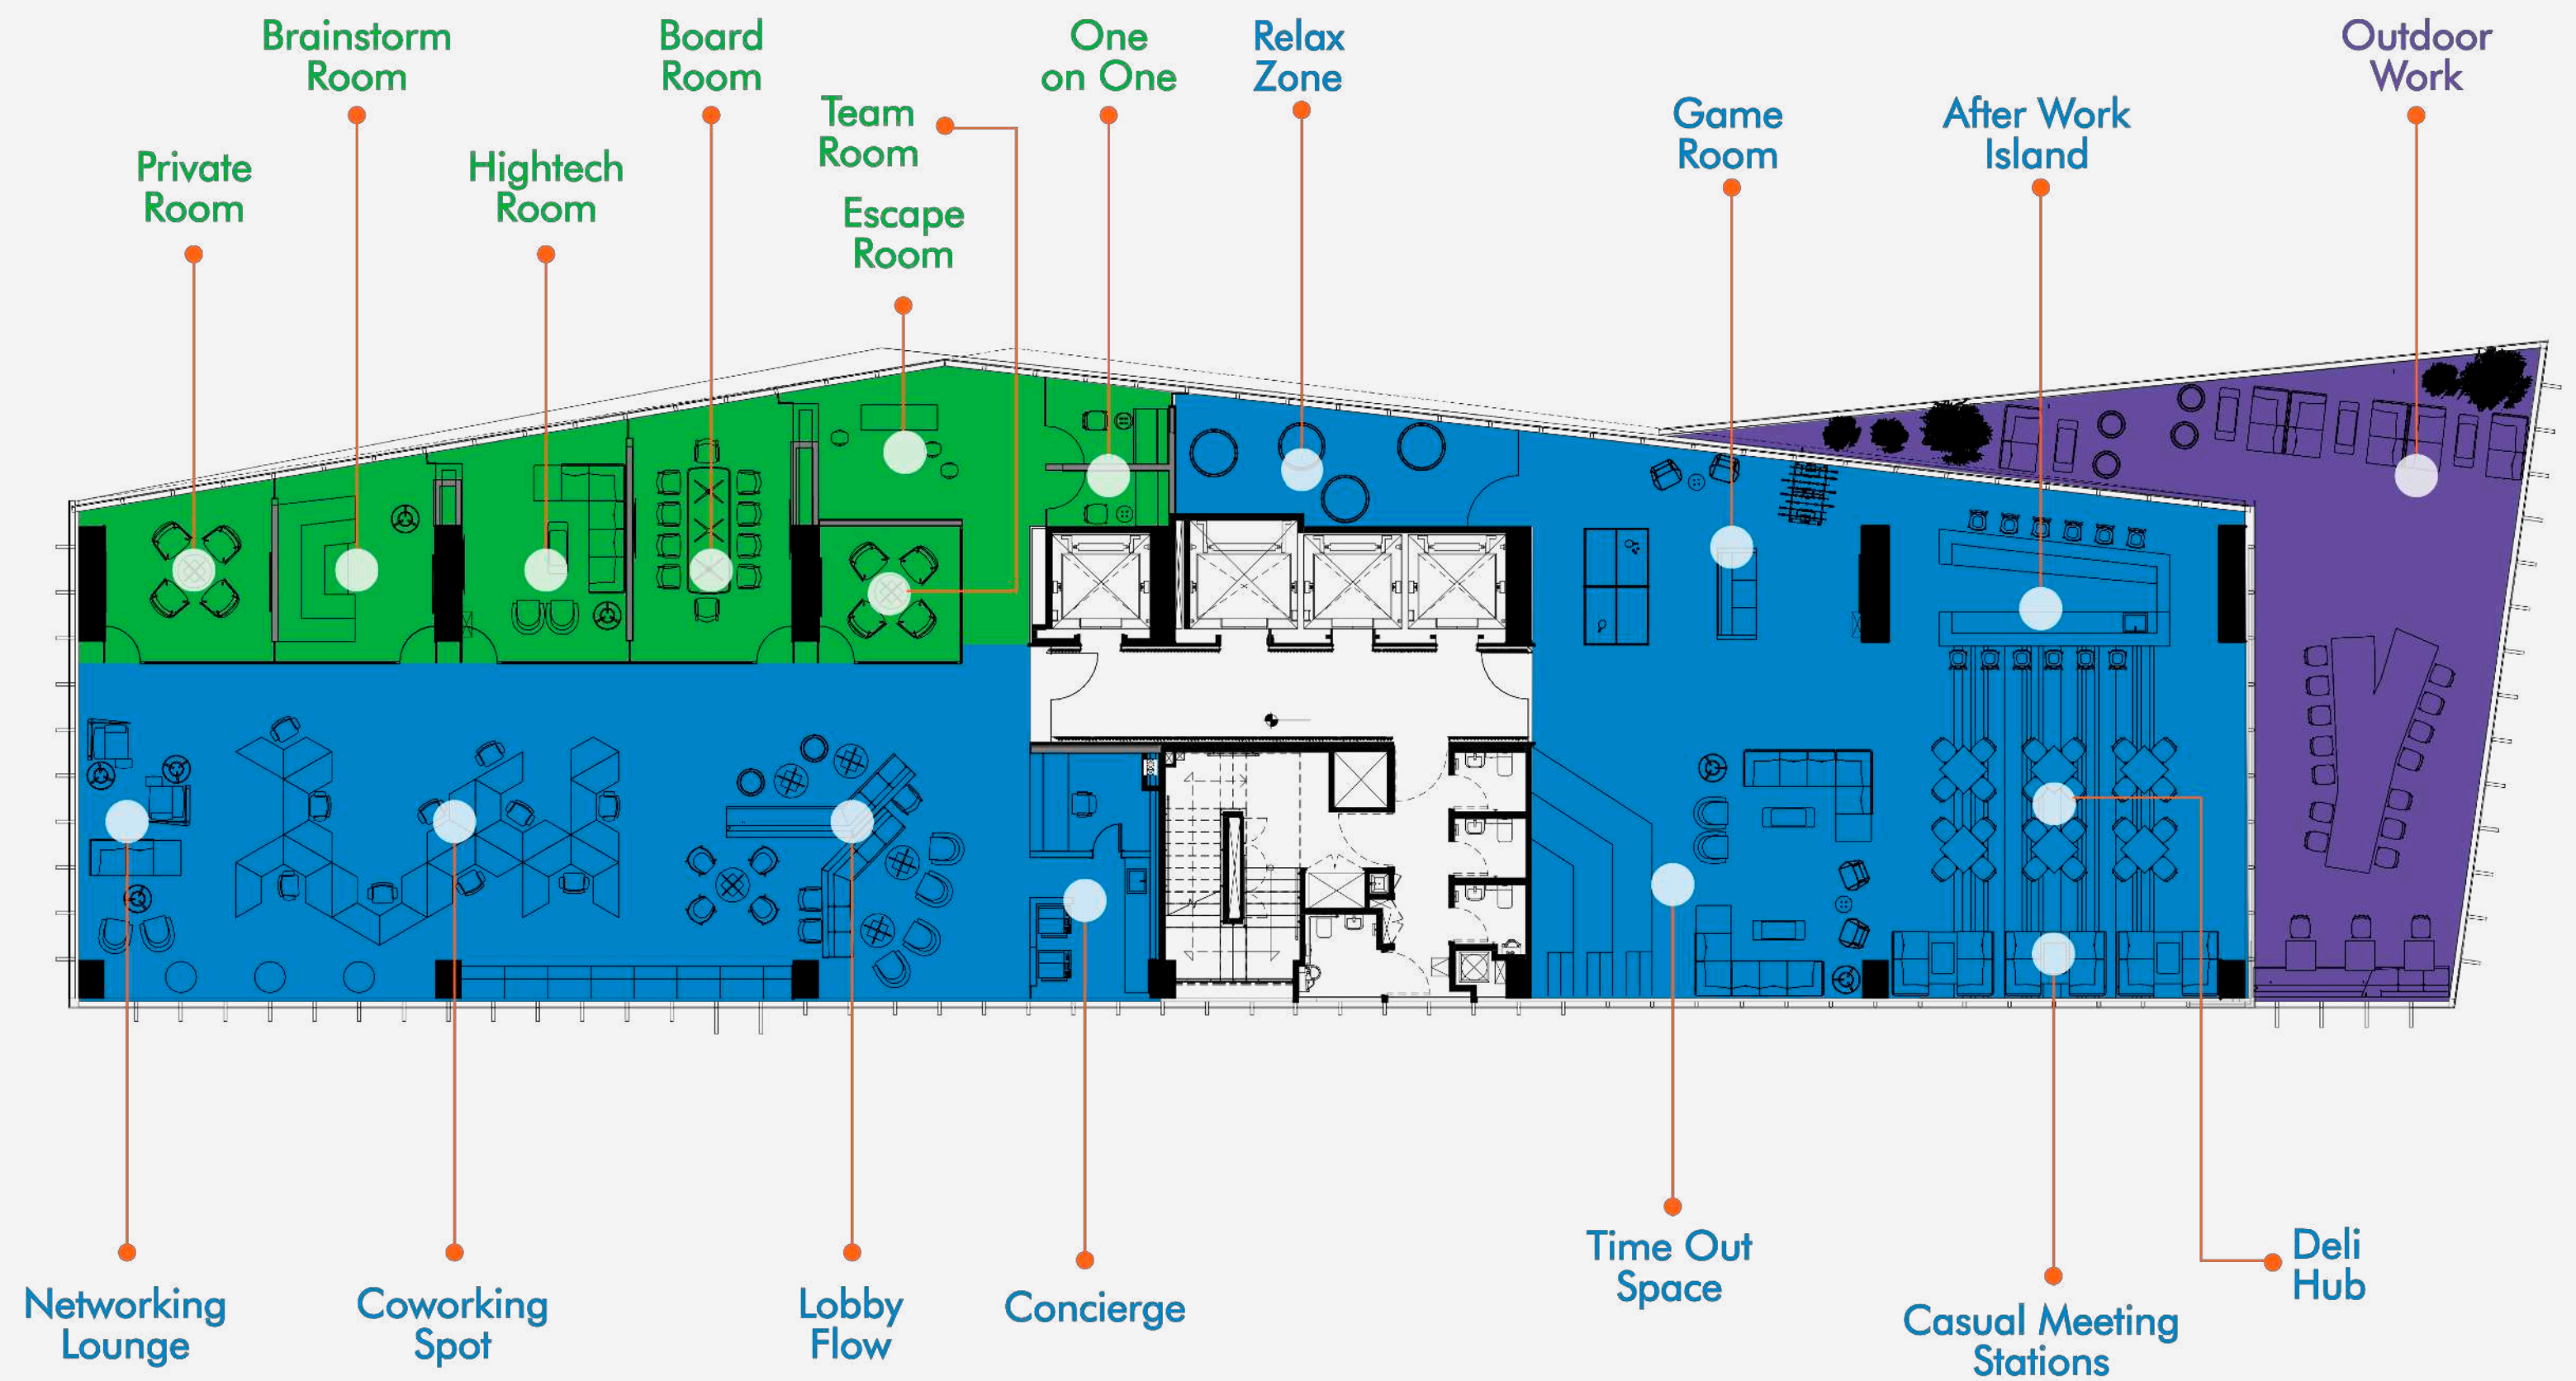 Brainstorm
Room
Board
Room
One
on One
Relax
Zone
Outdoor
Work
Team
Room
Game
Room
After Work
Island
Private
Room
Hightech
Room
Escape
Room
Time Out
Space
Deli
Hub
Networking
Lounge
Coworking
Spot
Lobby
Flow
Concierge
Casual Meeting
Stations